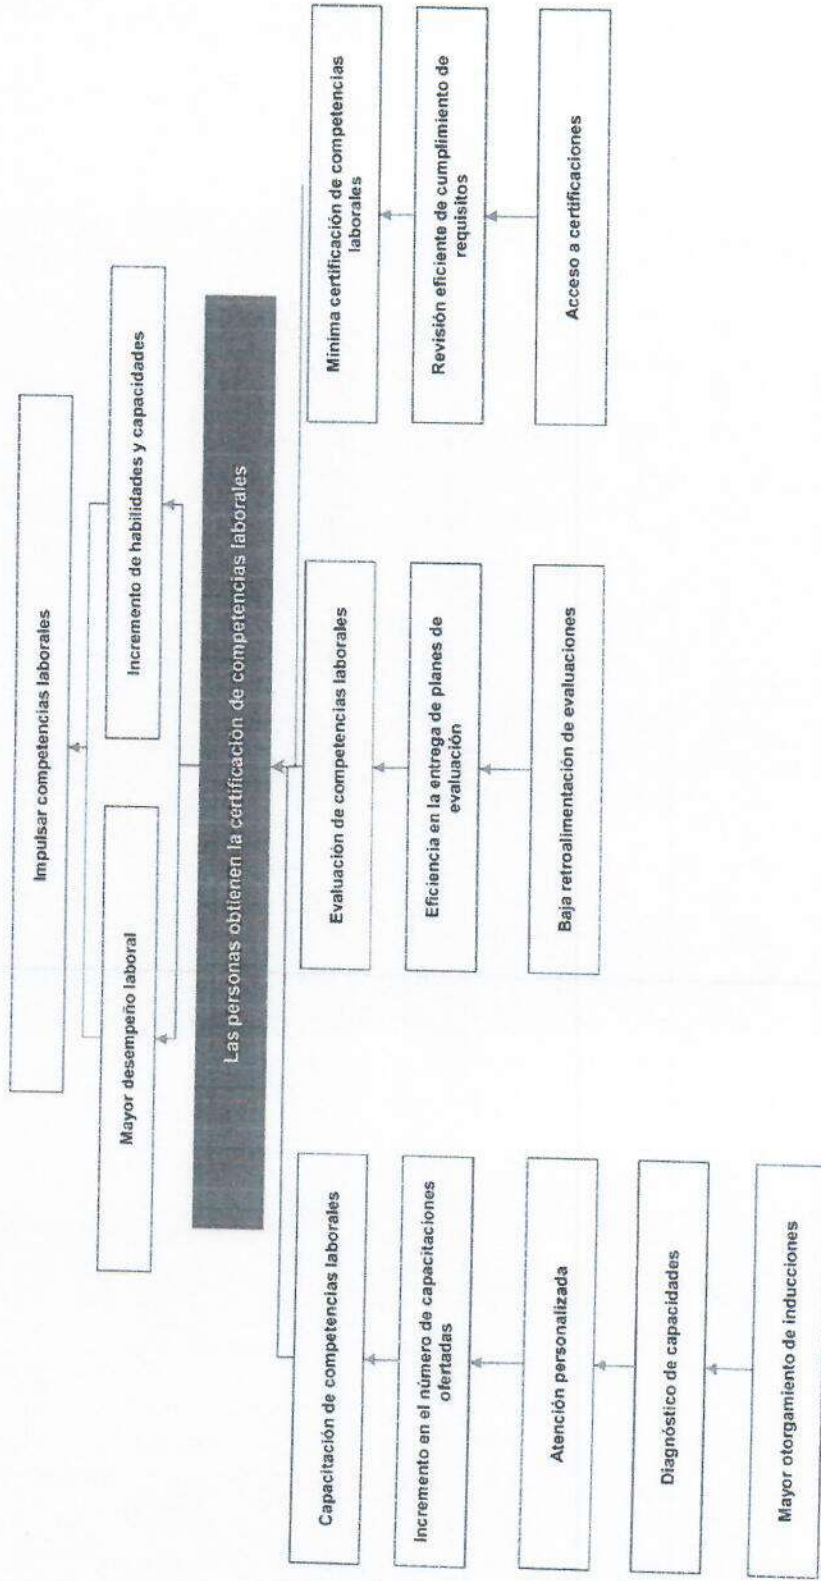 Impulsar competencias laborales
Mayor desempeño laboral
Incremento de habilidades y capacidades
Las personas obtienen la certificación de competencias laborales
Capacitación de competencias laborales
Incremento en el número de capacitaciones
ofertadas
Atención personalizada
Diagnóstico de capacidades
Mayor otorgamiento de inducciones
Evaluación de competencias laborales
Eficiencia en la entrega de planes de
evaluación
Baja retroalimentación de evaluaciones
Mínima certificación de competencias
laborales
Revisión eficiente de cumplimiento de
requisitos
Acceso a certificaciones